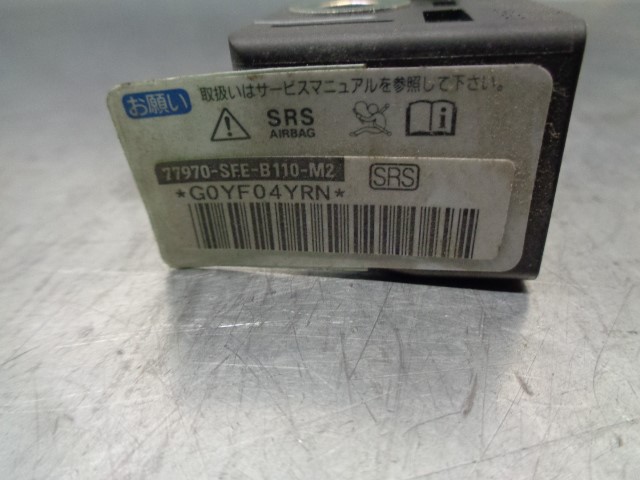 お願い 取扱いはサービスマニュアルを参照して下さい。
SRS
AIRBAG
77970-SFE-B110-M2
SRS
*G0YF04YRN*